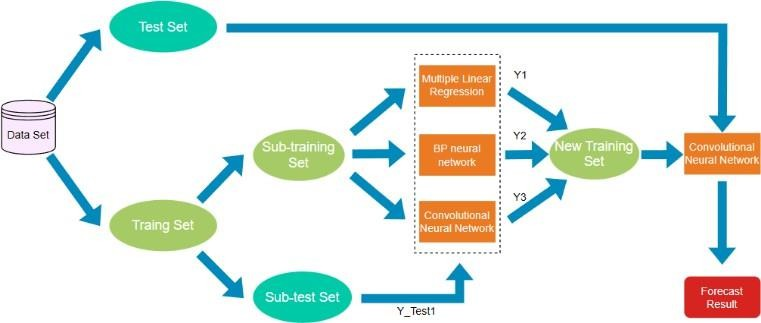 Test Set
Data Set
Traing Set
Sub-training
Set
Sub-test Set
Multiple Linear
Regression
BP neural
network
Convolutional
Neural Network
Y1
Y2
Y3
Y_Test1
New Training
Set
Convolutional
Neural Network
Forecast
Result